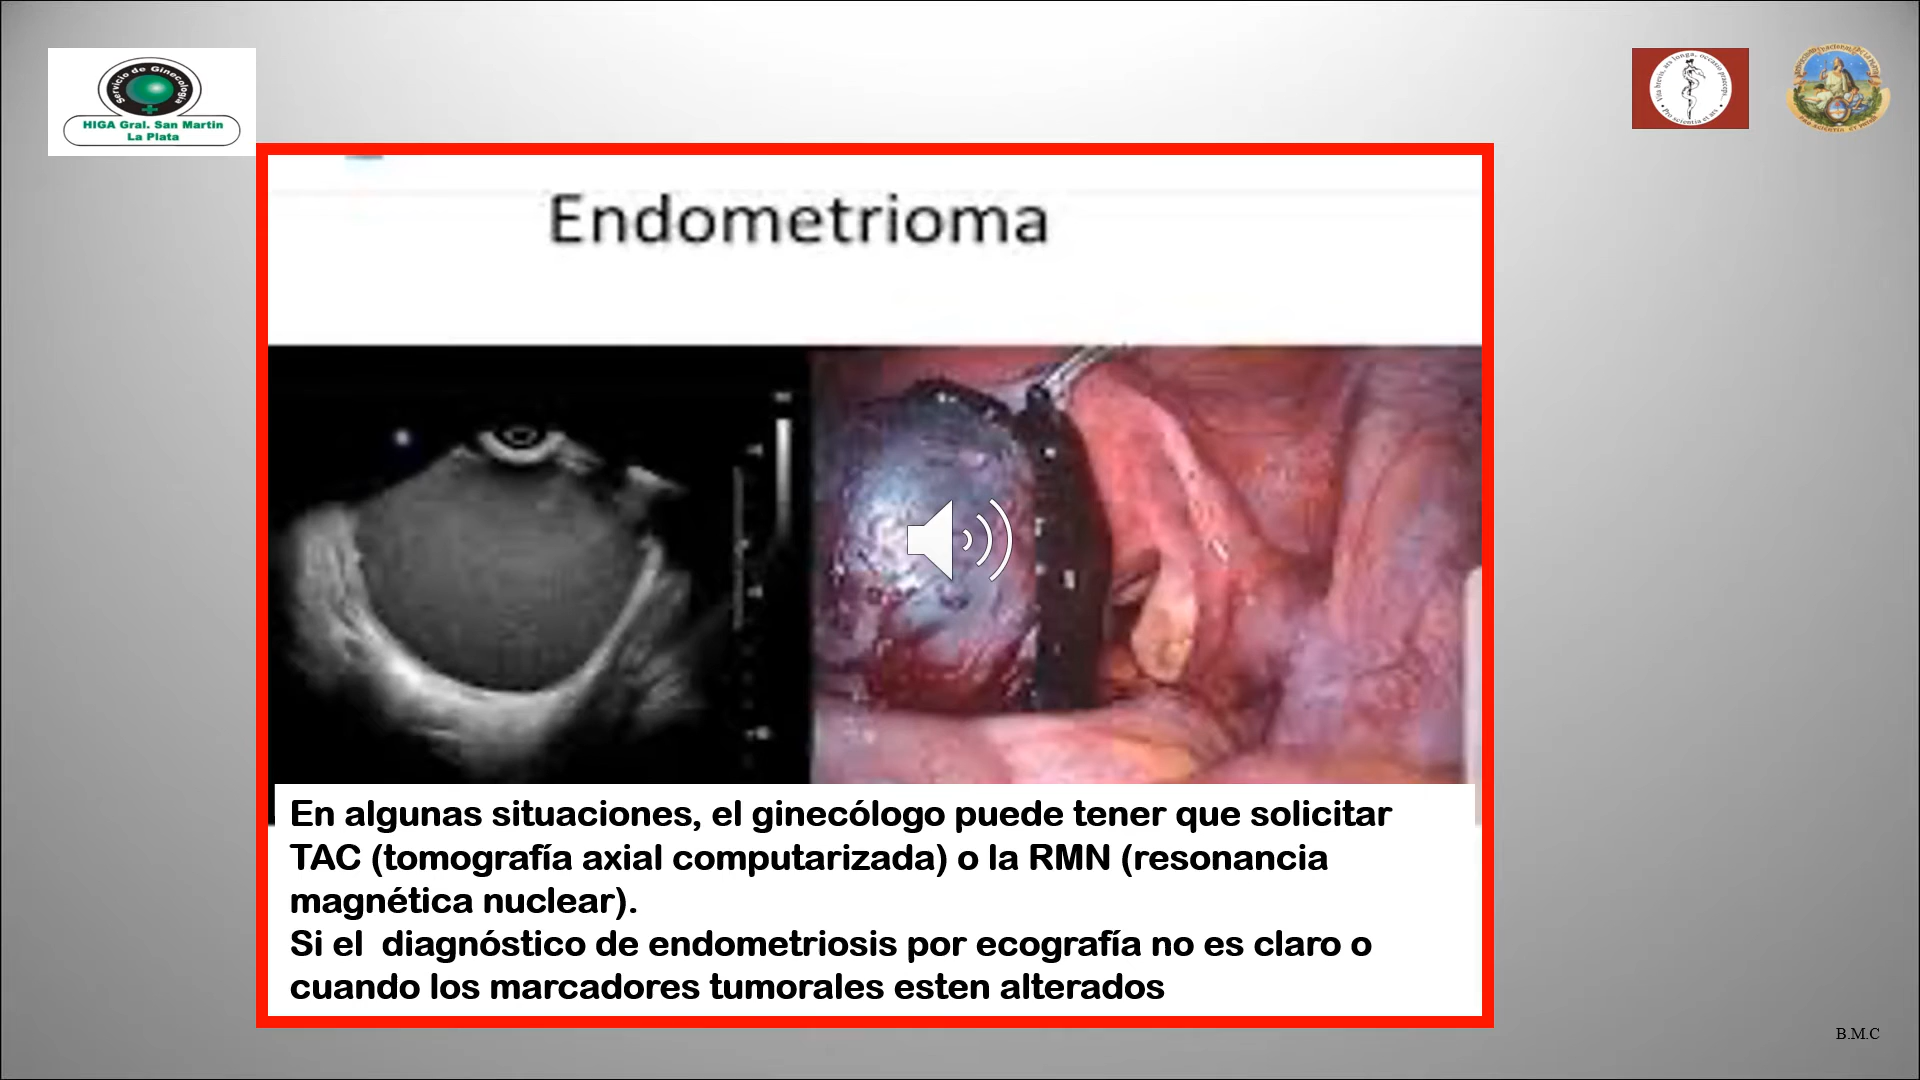 Servicio de Ginecología
HIGA Gral. San Martin
La Plata
Endometrioma
En algunas situaciones, el ginecólogo puede tener que solicitar
TAC (tomografía axial computarizada) o la RMN (resonancia
magnética nuclear).
Si el  diagnóstico de endometriosis por ecografía no es claro o
cuando los marcadores tumorales esten alterados
B.M.C